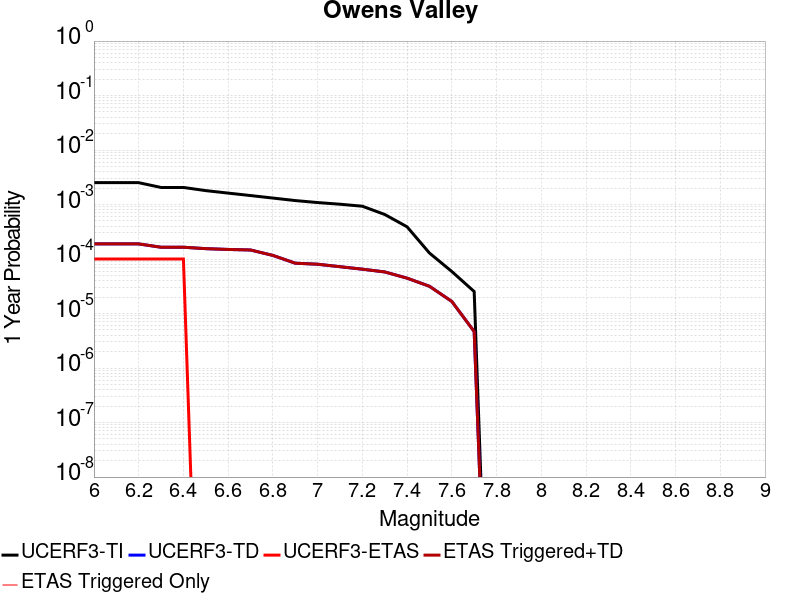 Owens Valley
10^0
10^-1
10^-2
10^-3
10^-4
10^-5
10^-6
10^-7
10^-8
1 Year Probability
6 6.2 6.4 6.6 6.8 7 7.2 7.4 7.6 7.8 8 8.2 8.4 8.6 8.8 9
Magnitude
UCERF3-TI UCERF3-TD UCERF3-ETAS ETAS Triggered+TD
ETAS Triggered Only